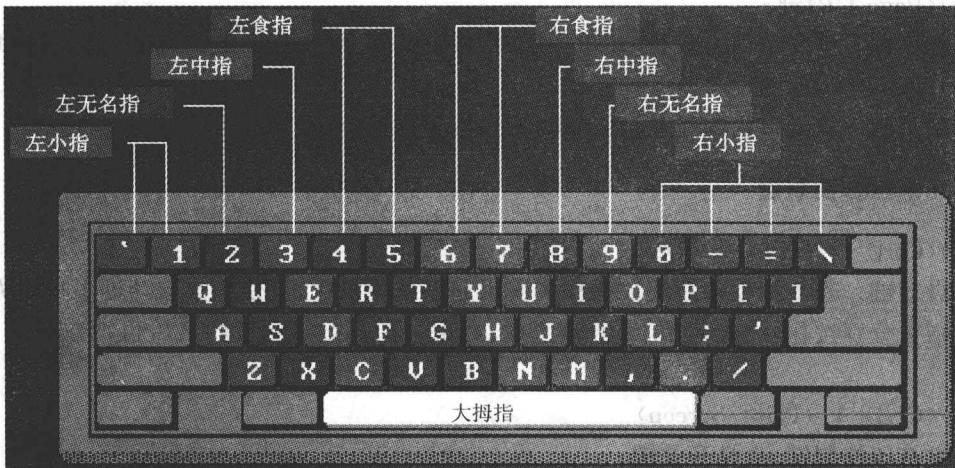 左食指 右食指
左中指 右中指
左无名指 右无名指
左小指 右小指
` 1 2 3 4 5 6 7 8 9 0 - = \
Q W E R T Y U I O P [ ]
A S D F G H J K L ; '
Z X C V B N M , . /
大拇指